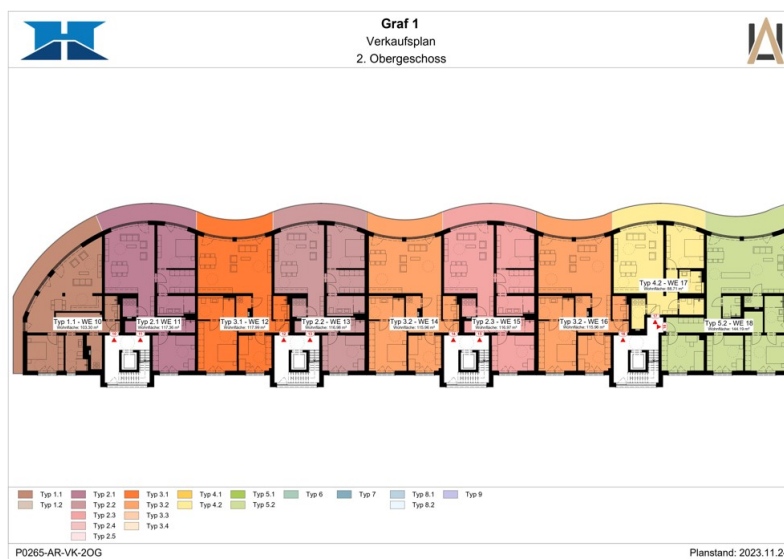 Graf 1
Verkaufsplan
2. Obergeschoss
Typ 4.2 - WE 17
Typ 1.1 - WE 10
Typ 2.1 WE 11
Typ 3.1 - WE 12
Typ 2.2 - WE 13
Typ 3.2 - WE 14
Typ 2.3 - WE 15
Typ 3.2 - WE 16
Typ 5.2 - WE 18
Typ 1.1 Typ 2.1 Typ 3.1 Typ 4.1 Typ 5.1 Typ 6 Typ 7 Typ 8.1 Typ 9
Typ 1.2 Typ 2.2 Typ 3.2 Typ 4.2 Typ 5.2 Typ 8.2
Typ 2.3 Typ 3.3
Typ 2.4 Typ 3.4
Typ 2.5
P0265-AR-VK-2OG
Planstand: 2023.11.2